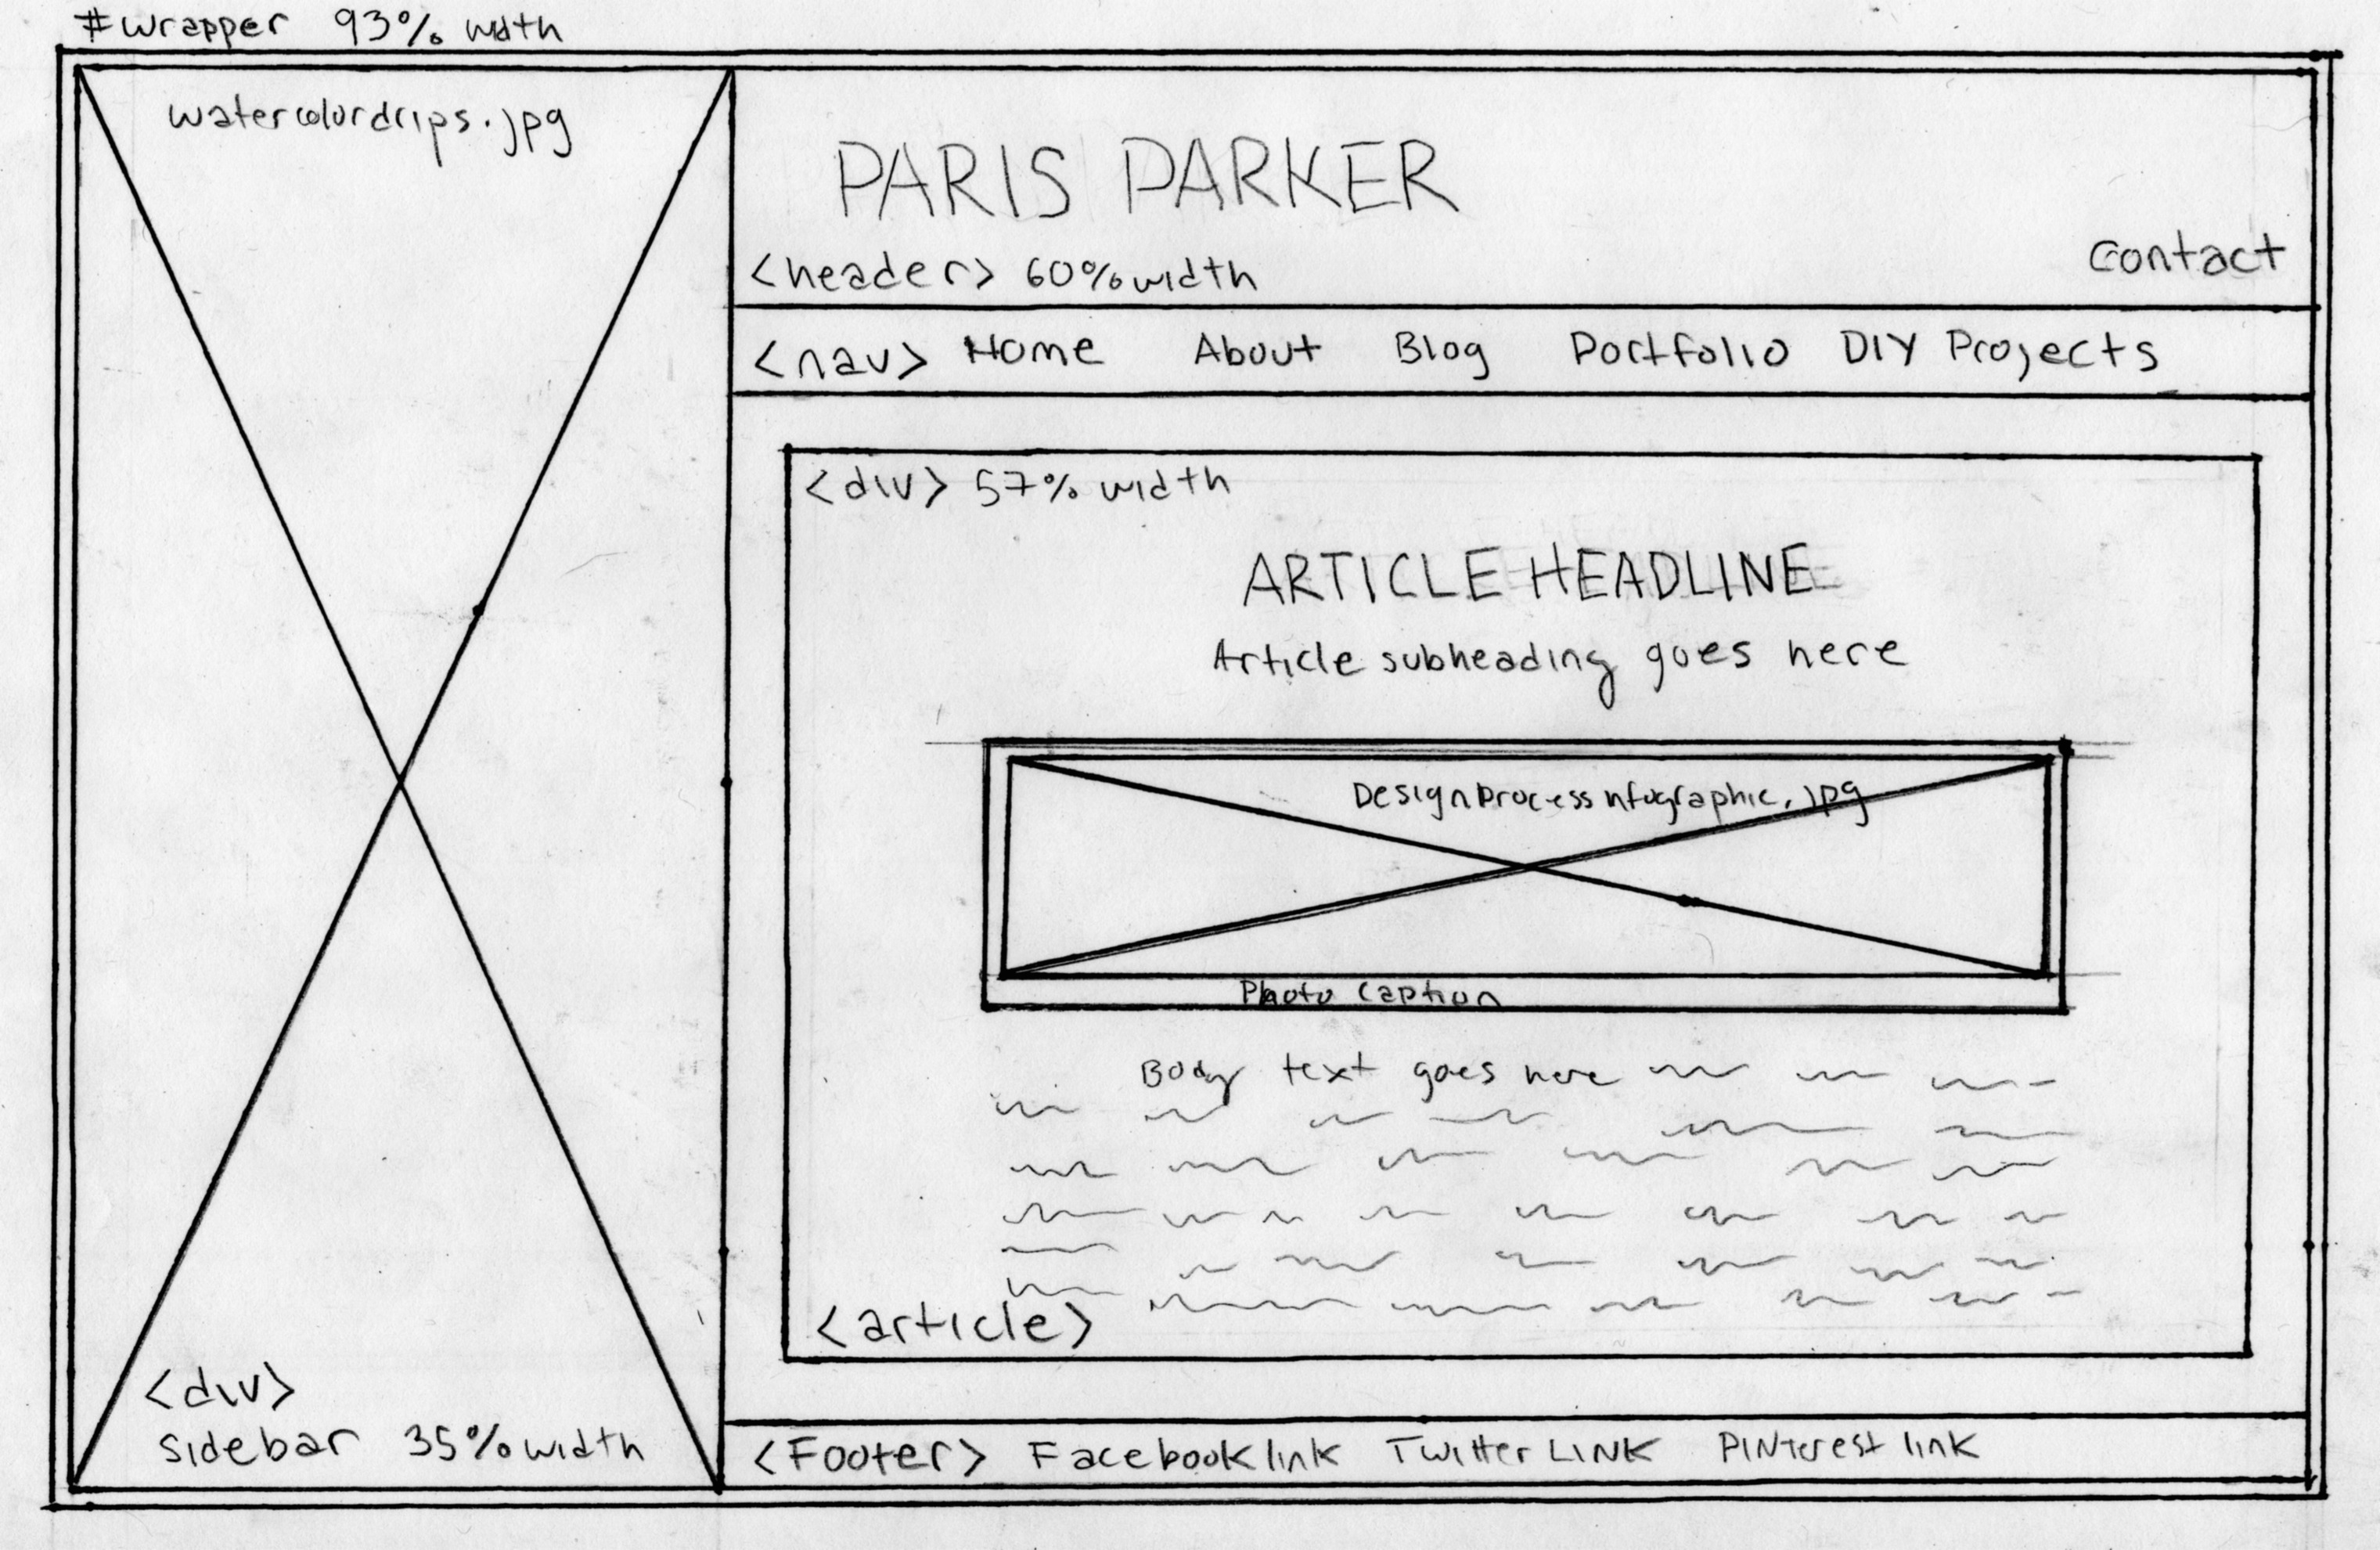 #wrapper 93% width
watercolordrips.jpg
PARIS PARKER
Contact
<header> 60% width
<nav> Home About Blog Portfolio DIY Projects
<div> 57% width
ARTICLE HEADLINE
Article subheading goes here
Designprocessinfographic.jpg
Photo Caption
Body text goes here
<article>
<div>
sidebar 35% width
<Footer> Facebook link Twitter LINK PINterest link